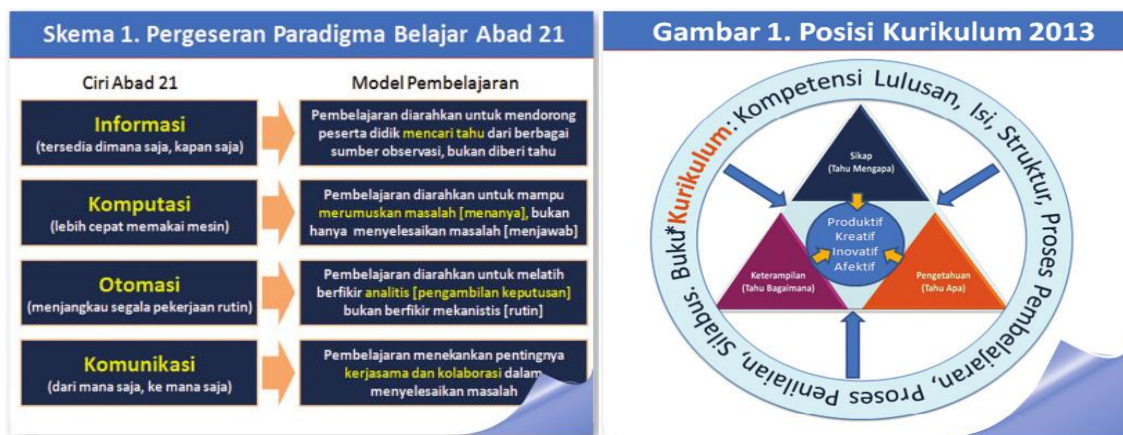 Skema 1. Pergeseran Paradigma Belajar Abad 21
Ciri Abad 21
Model Pembelajaran
Informasi
(tersedia dimana saja, kapan saja)
Pembelajaran diarahkan untuk mendorong
peserta didik mencari tahu dari berbagai
sumber observasi, bukan diberi tahu
Komputasi
(lebih cepat memakai mesin)
Pembelajaran diarahkan untuk mampu
merumuskan masalah [menanya], bukan
hanya menyelesaikan masalah [menjawab]
Otomasi
(menjangkau segala pekerjaan rutin)
Pembelajaran diarahkan untuk melatih
berfikir analitis [pengambilan keputusan]
bukan berfikir mekanistis [rutin]
Komunikasi
(dari mana saja, ke mana saja)
Pembelajaran menekankan pentingnya
kerjasama dan kolaborasi dalam
menyelesaikan masalah
Gambar 1. Posisi Kurikulum 2013
Kurikulum: Kompetensi Lulusan, Isi, Struktur, Proses Pembelajaran, Proses Penilaian, Silabus. Buku*
Sikap
(Tahu Mengapa)
Produktif
Kreatif
Inovatif
Afektif
Keterampilan
(Tahu Bagaimana)
Pengetahuan
(Tahu Apa)